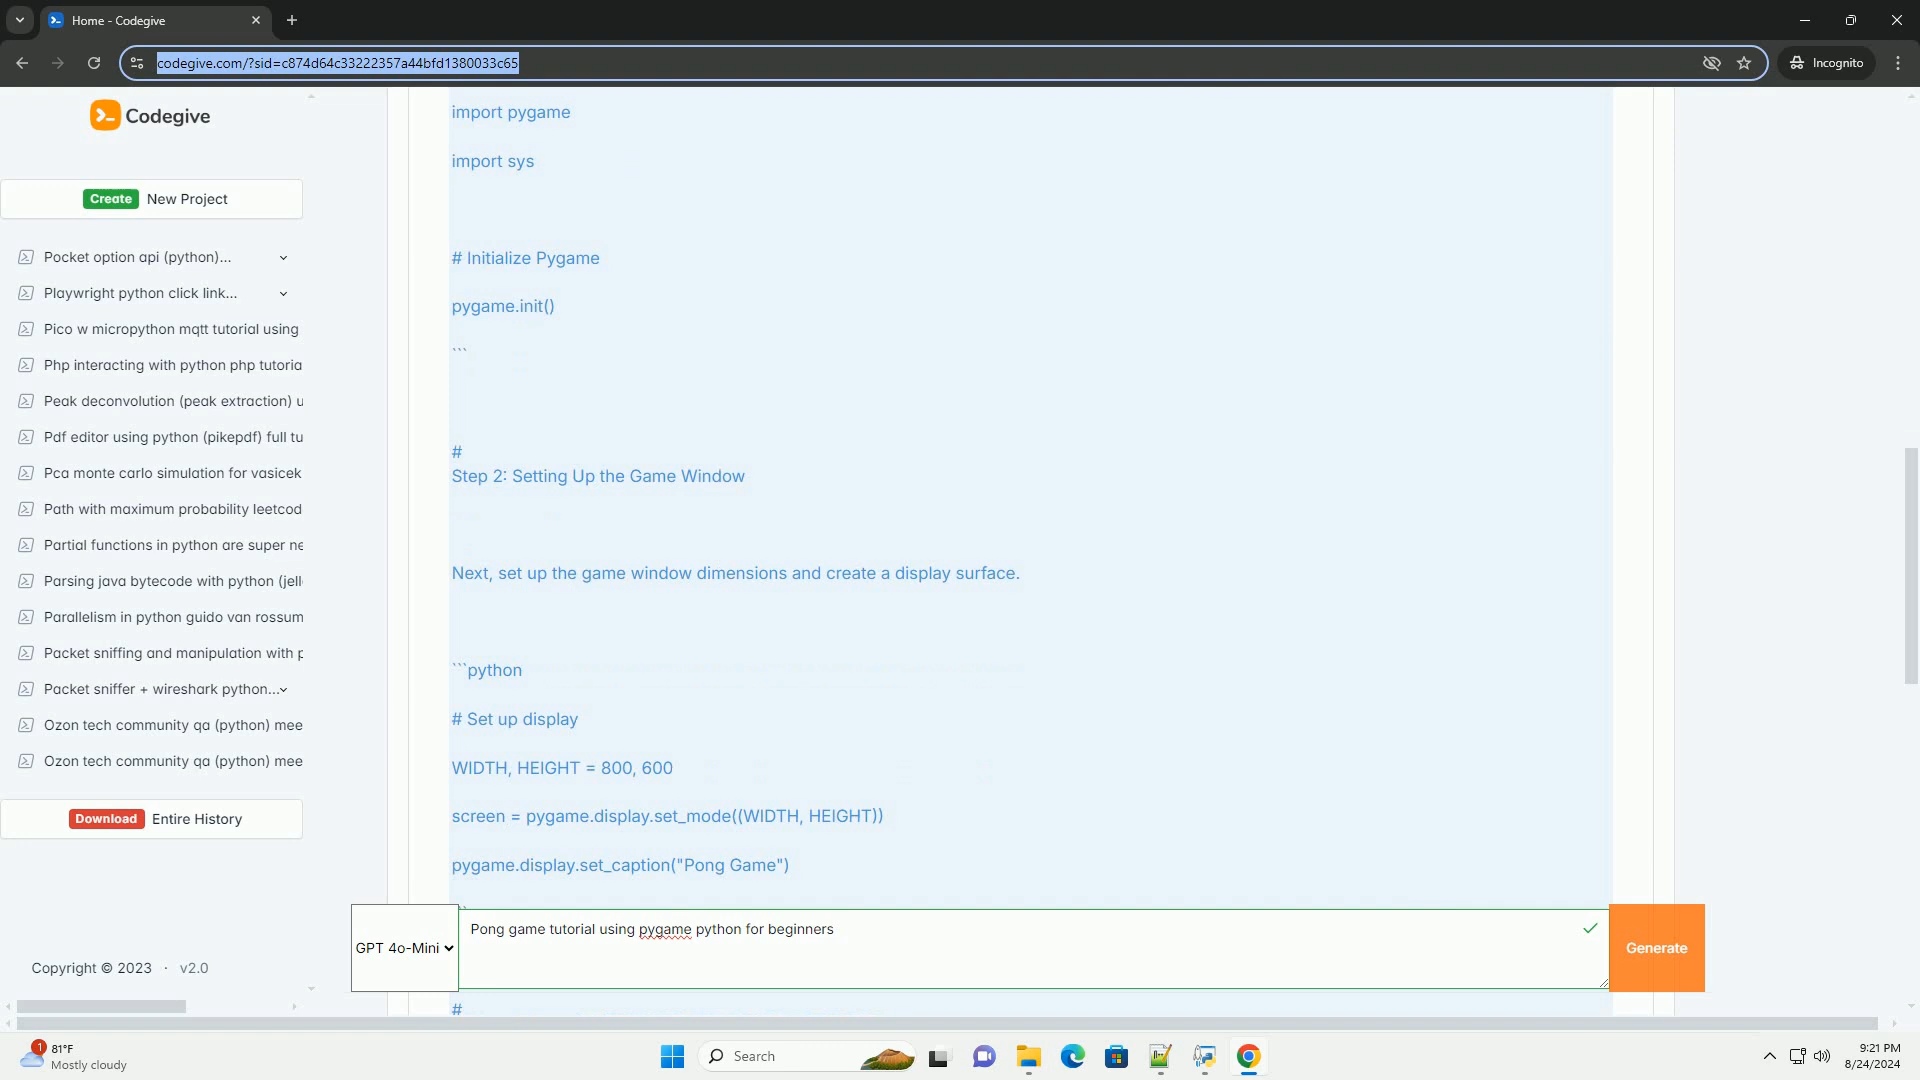 Home - Codegive
codegive.com/?sid=c874d64c33222357a44bfd1380033c65
Incognito
Codegive
Create New Project
Pocket option api (python)...
Playwright python click link...
Pico w micropython mqtt tutorial using
Php interacting with python php tutoria
Peak deconvolution (peak extraction) u
Pdf editor using python (pikepdf) full tu
Pca monte carlo simulation for vasicek
Path with maximum probability leetcod
Partial functions in python are super ne
Parsing java bytecode with python (jell
Parallelism in python guido van rossum
Packet sniffing and manipulation with p
Packet sniffer + wireshark python...
Ozon tech community qa (python) mee
Ozon tech community qa (python) mee
Download Entire History
Copyright © 2023 · v2.0
import pygame
import sys
# Initialize Pygame
pygame.init()
```
#
Step 2: Setting Up the Game Window
Next, set up the game window dimensions and create a display surface.
```python
# Set up display
WIDTH, HEIGHT = 800, 600
screen = pygame.display.set_mode((WIDTH, HEIGHT))
pygame.display.set_caption("Pong Game")
GPT 4o-Mini
Pong game tutorial using pygame python for beginners
Generate
#
1
81°F
Mostly cloudy
Search
9:21 PM
8/24/2024